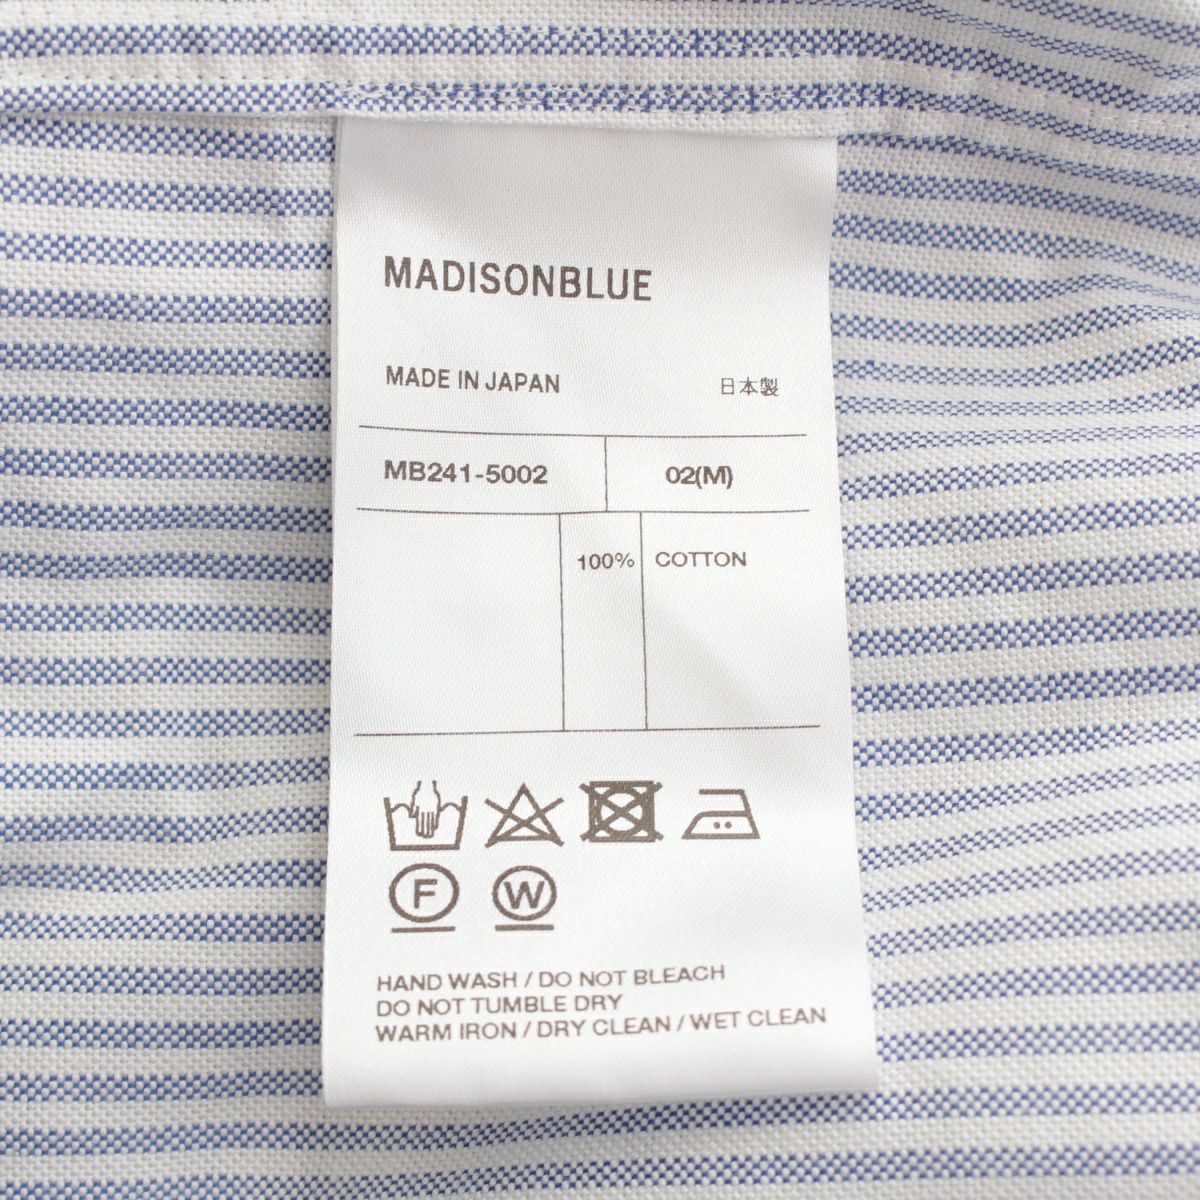 MADISONBLUE
MADE IN JAPAN 日本製
MB241-5002 02(M)
100% COTTON
F W
HAND WASH / DO NOT BLEACH
DO NOT TUMBLE DRY
WARM IRON / DRY CLEAN / WET CLEAN